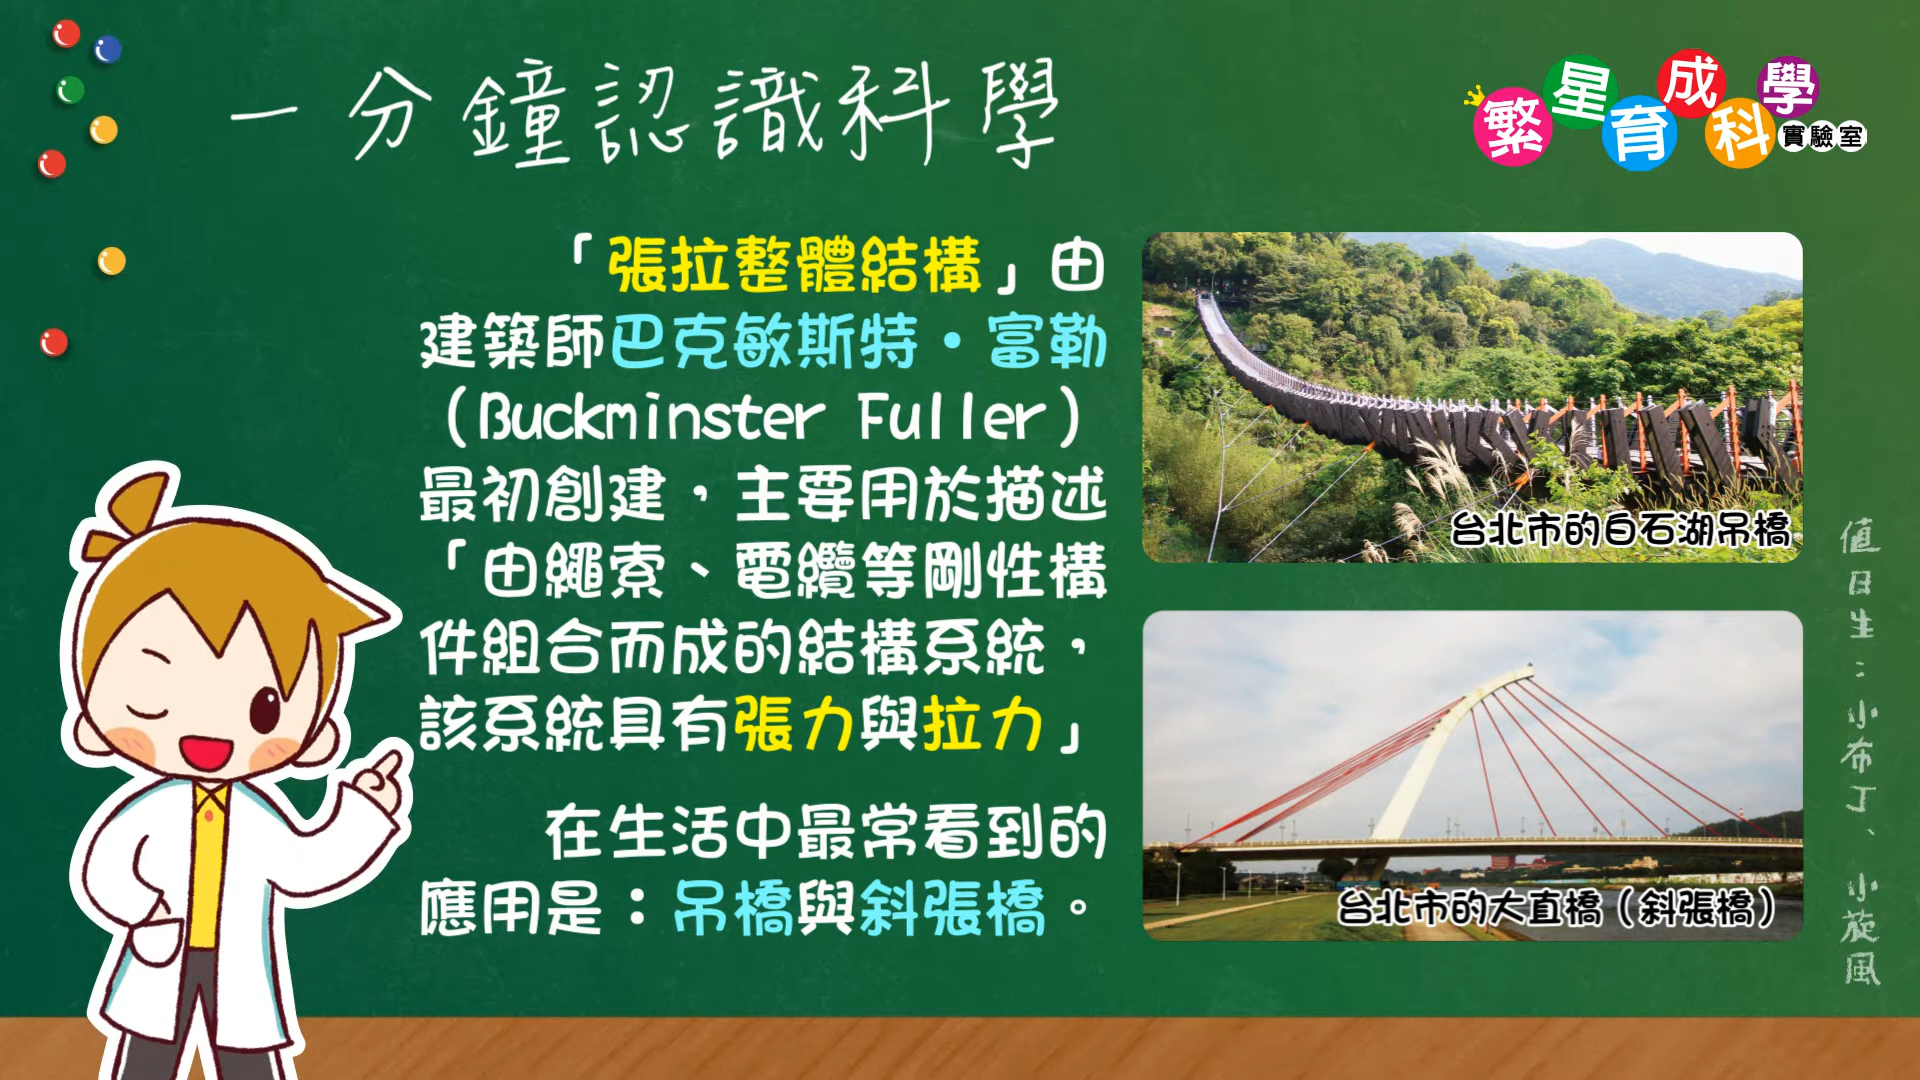 一分鐘認識科學
繁星育成科學實驗室
「張拉整體結構」由
建築師巴克敏斯特・富勒
（Buckminster Fuller）
最初創建，主要用於描述
「由繩索、電纜等剛性構
件組合而成的結構系統，
該系統具有張力與拉力」
在生活中最常看到的
應用是：吊橋與斜張橋。
台北市的白石湖吊橋
台北市的大直橋（斜張橋）
值日生：小布丁、小旋風